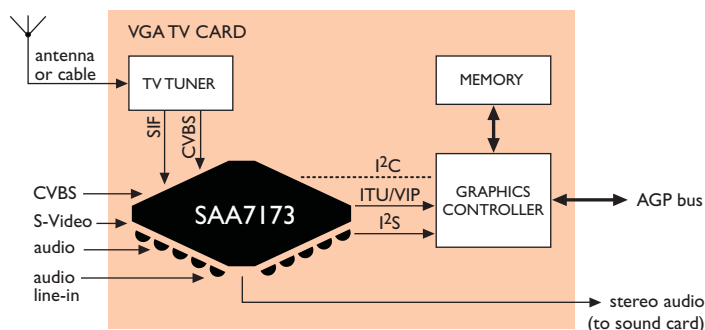 VGA TV CARD
antenna
or cable
TV TUNER
MEMORY
SIF
CVBS
I²C
CVBS
ITU/VIP
GRAPHICS
CONTROLLER
AGP bus
S-Video
SAA7173
I²S
audio
audio
line-in
stereo audio
(to sound card)